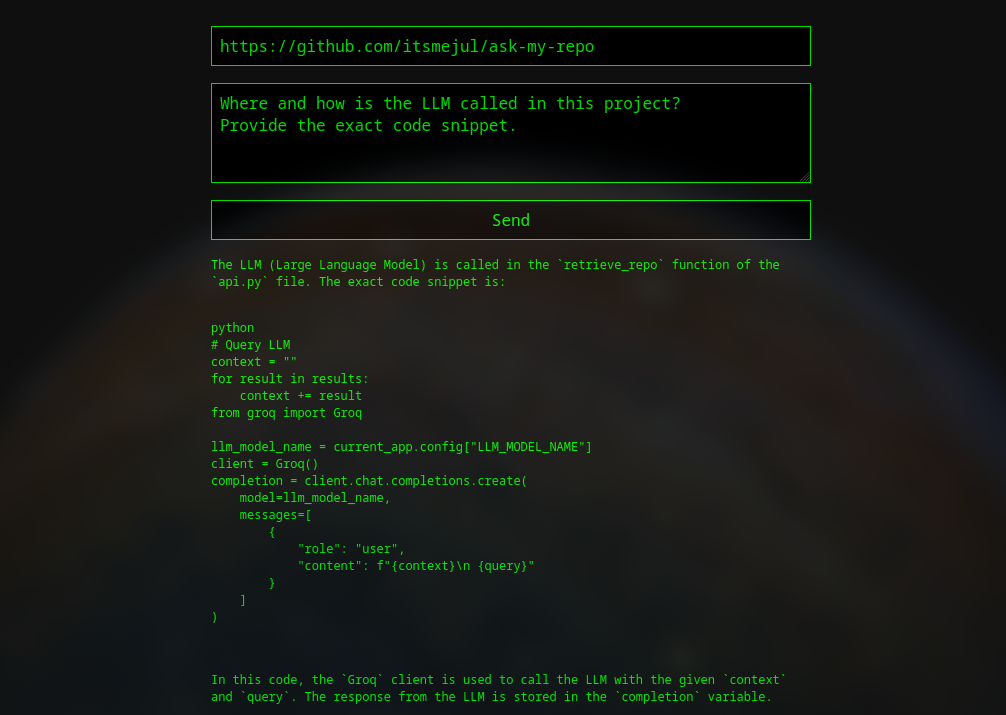 https://github.com/itsmejul/ask-my-repo
Where and how is the LLM called in this project?
Provide the exact code snippet.
Send
The LLM (Large Language Model) is called in the `retrieve_repo` function of the
`api.py` file. The exact code snippet is:
python
# Query LLM
context = ""
for result in results:
    context += result
from groq import Groq
llm_model_name = current_app.config["LLM_MODEL_NAME"]
client = Groq()
completion = client.chat.completions.create(
    model=llm_model_name,
    messages=[
        {
            "role": "user",
            "content": f"{context}\n {query}"
        }
    ]
)
In this code, the `Groq` client is used to call the LLM with the given `context`
and `query`. The response from the LLM is stored in the `completion` variable.